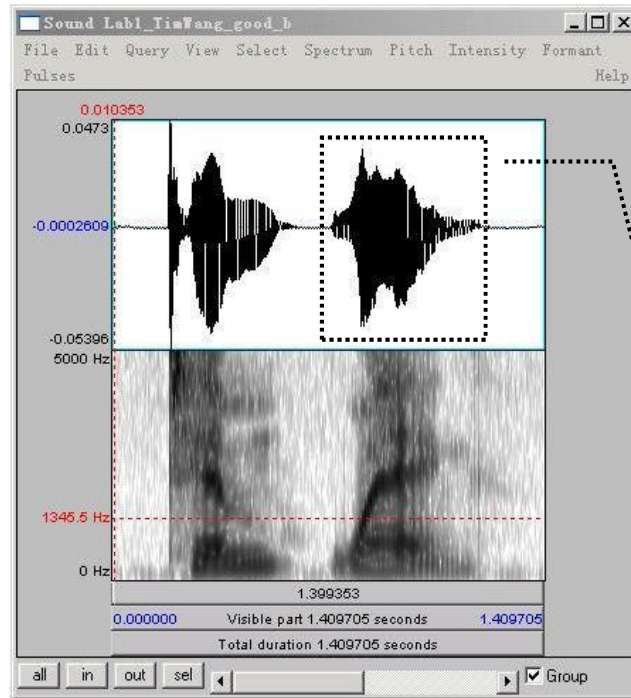 Sound Lab1_TimWang_good_b
File Edit Query View Select Spectrum Pitch Intensity Formant
Pulses Help
0.010353
0.0473
-0.0002609
-0.05396
5000 Hz
1345.5 Hz
0 Hz
1.399353
0.000000 Visible part 1.409705 seconds 1.409705
Total duration 1.409705 seconds
all in out sel Group